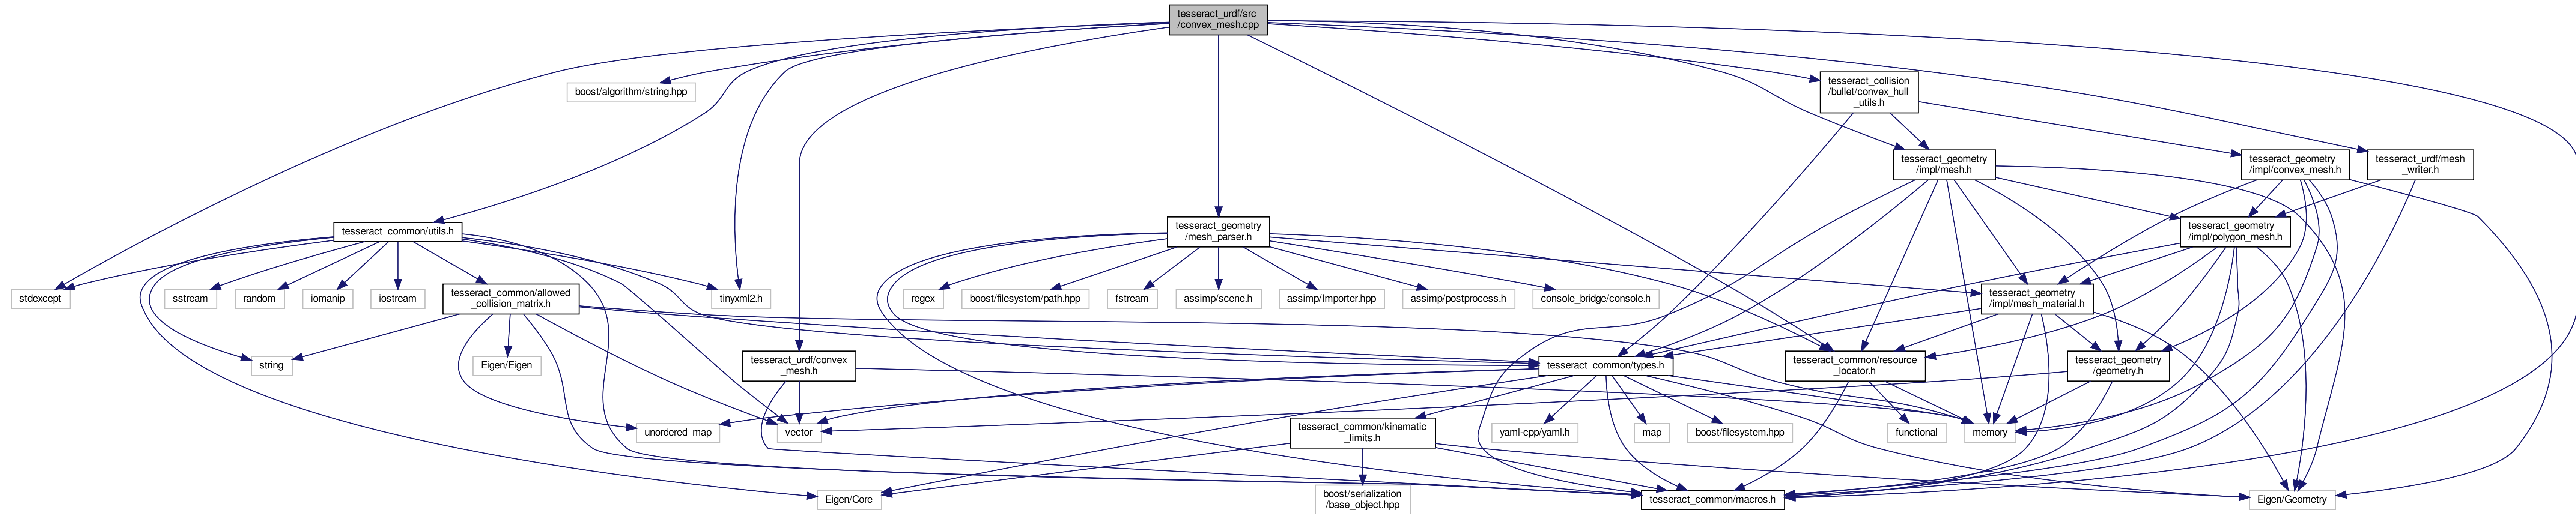 tesseract_urdf/src
/convex_mesh.cpp
boost/algorithm/string.hpp
tesseract_collision
/bullet/convex_hull
_utils.h
tesseract_geometry
/impl/mesh.h
tesseract_geometry
/impl/convex_mesh.h
tesseract_urdf/mesh
_writer.h
tesseract_common/utils.h
tesseract_geometry
/mesh_parser.h
tesseract_geometry
/impl/polygon_mesh.h
stdexcept
sstream
random
iomanip
iostream
tesseract_common/allowed
_collision_matrix.h
tinyxml2.h
regex
boost/filesystem/path.hpp
fstream
assimp/scene.h
assimp/Importer.hpp
assimp/postprocess.h
console_bridge/console.h
tesseract_geometry
/impl/mesh_material.h
string
Eigen/Eigen
tesseract_urdf/convex
_mesh.h
tesseract_common/types.h
tesseract_common/resource
_locator.h
tesseract_geometry
/geometry.h
unordered_map
vector
tesseract_common/kinematic
_limits.h
yaml-cpp/yaml.h
map
boost/filesystem.hpp
functional
memory
Eigen/Core
boost/serialization
/base_object.hpp
tesseract_common/macros.h
Eigen/Geometry